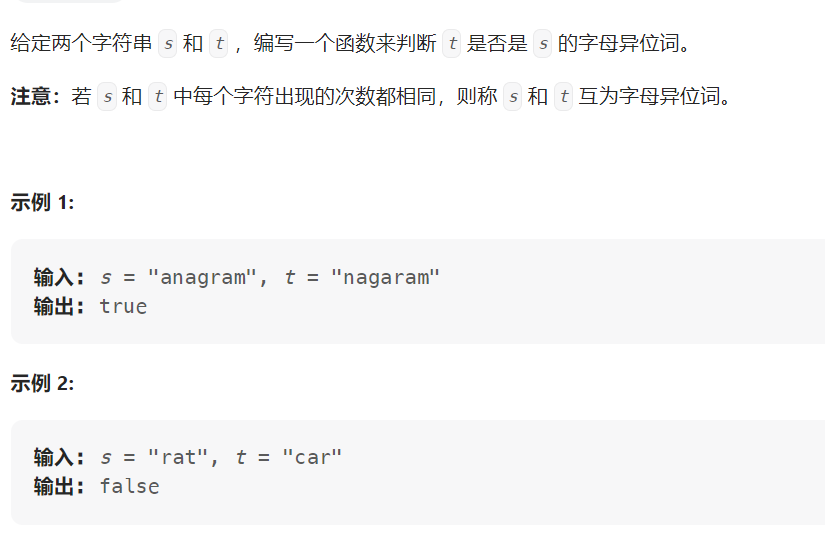 给定两个字符串 s 和 t ，编写一个函数来判断 t 是否是 s 的字母异位词。
注意：若 s 和 t 中每个字符出现的次数都相同，则称 s 和 t 互为字母异位词。
示例 1:
输入: s = "anagram", t = "nagaram"
输出: true
示例 2:
输入: s = "rat", t = "car"
输出: false